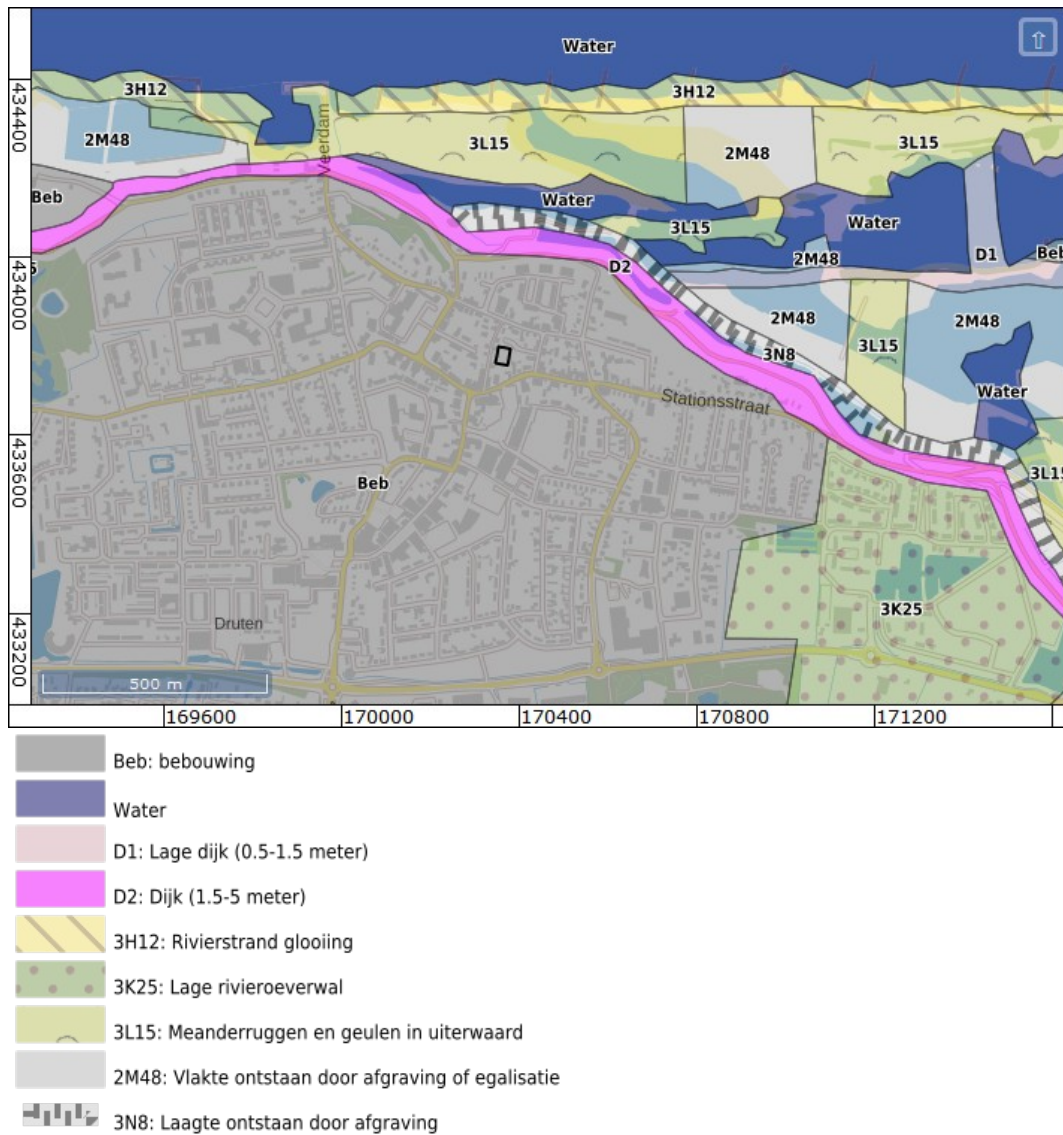 Water
3H12
3H12
434400
Veerdam
2M48
3L15
2M48
3L15
Beb
Water
3L15
Water
2M48
D1
Beb
5
D2
434000
2M48
3N8
3L15
2M48
Water
Stationsstraat
433600
Beb
3L15
3K25
Druten
433200
500 m
169600
170000
170400
170800
171200
Beb: bebouwing
Water
D1: Lage dijk (0.5-1.5 meter)
D2: Dijk (1.5-5 meter)
3H12: Rivierstrand glooiing
3K25: Lage rivieroeverwal
3L15: Meanderruggen en geulen in uiterwaard
2M48: Vlakte ontstaan door afgraving of egalisatie
3N8: Laagte ontstaan door afgraving